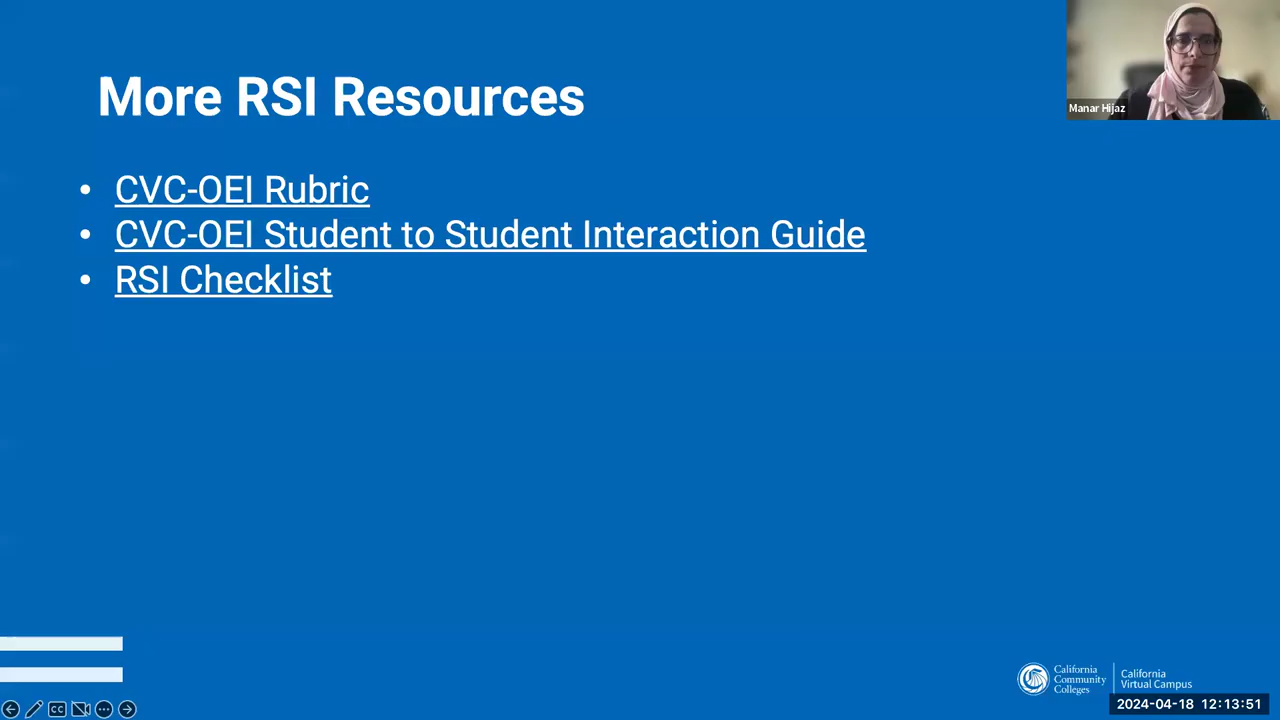 More RSI Resources
Manar Hijaz
• CVC-OEI Rubric
• CVC-OEI Student to Student Interaction Guide
• RSI Checklist
California
Community
Colleges
California
Virtual Campus
CC
2024-04-18 12:13:51